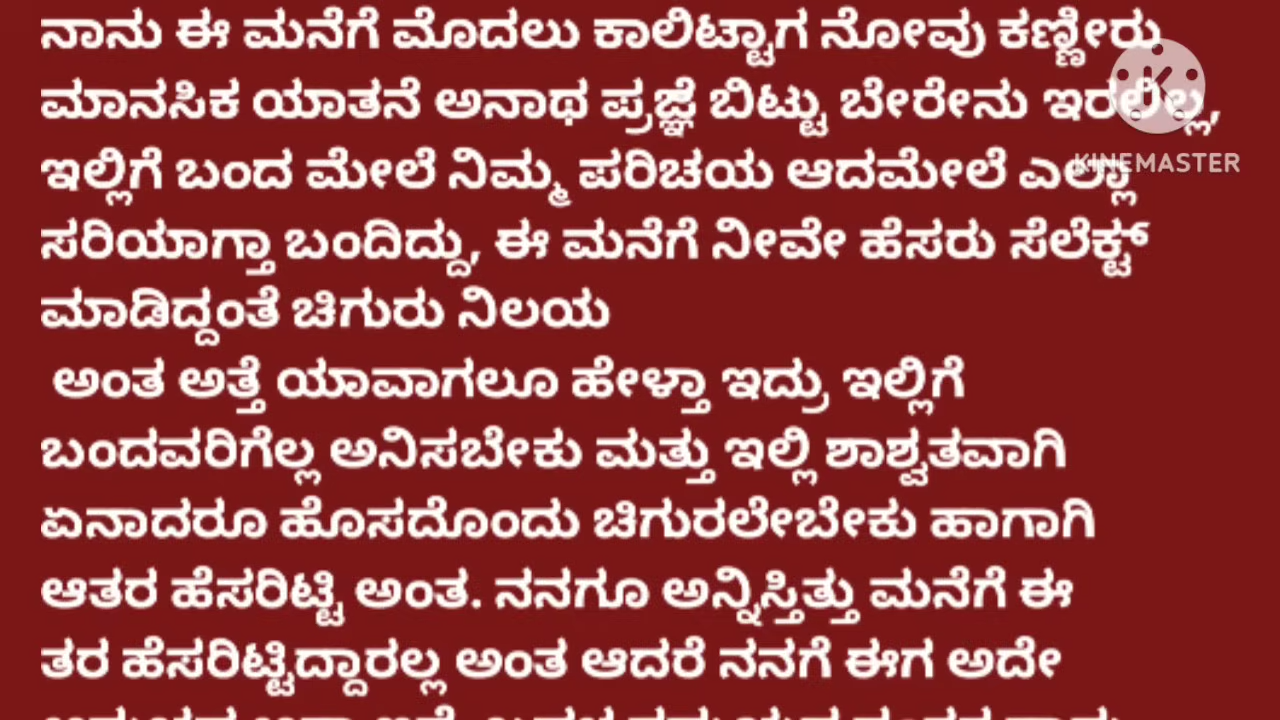 ನಾನು ಈ ಮನೆಗೆ ಮೊದಲು ಕಾಲಿಟ್ಟಾಗ ನೋವು ಕಣ್ಣೀರು
ಮಾನಸಿಕ ಯಾತನೆ ಅನಾಥ ಪ್ರಜ್ಞೆ ಬಿಟ್ಟು ಬೇರೇನು ಇರಲಿಲ್ಲ,
ಇಲ್ಲಿಗೆ ಬಂದ ಮೇಲೆ ನಿಮ್ಮ ಪರಿಚಯ ಆದಮೇಲೆ ಎಲ್ಲಾ
KINEMASTER
ಸರಿಯಾಗ್ತಾ ಬಂದಿದ್ದು, ಈ ಮನೆಗೆ ನೀವೇ ಹೆಸರು ಸೆಲೆಕ್ಟ್
ಮಾಡಿದ್ದಂತೆ ಚಿಗುರು ನಿಲಯ
ಅಂತ ಅತ್ತೆ ಯಾವಾಗಲೂ ಹೇಳ್ತಾ ಇದ್ರು ಇಲ್ಲಿಗೆ
ಬಂದವರಿಗೆಲ್ಲ ಅನಿಸಬೇಕು ಮತ್ತು ಇಲ್ಲಿ ಶಾಶ್ವತವಾಗಿ
ಏನಾದರೂ ಹೊಸದೊಂದು ಚಿಗುರಲೇಬೇಕು ಹಾಗಾಗಿ
ಆತರ ಹೆಸರಿಟ್ಟಿ ಅಂತ. ನನಗೂ ಅನ್ನಿಸ್ತಿತ್ತು ಮನೆಗೆ ಈ
ತರ ಹೆಸರಿಟ್ಟಿದ್ದಾರಲ್ಲ ಅಂತ ಆದರೆ ನನಗೆ ಈಗ ಅದೇ